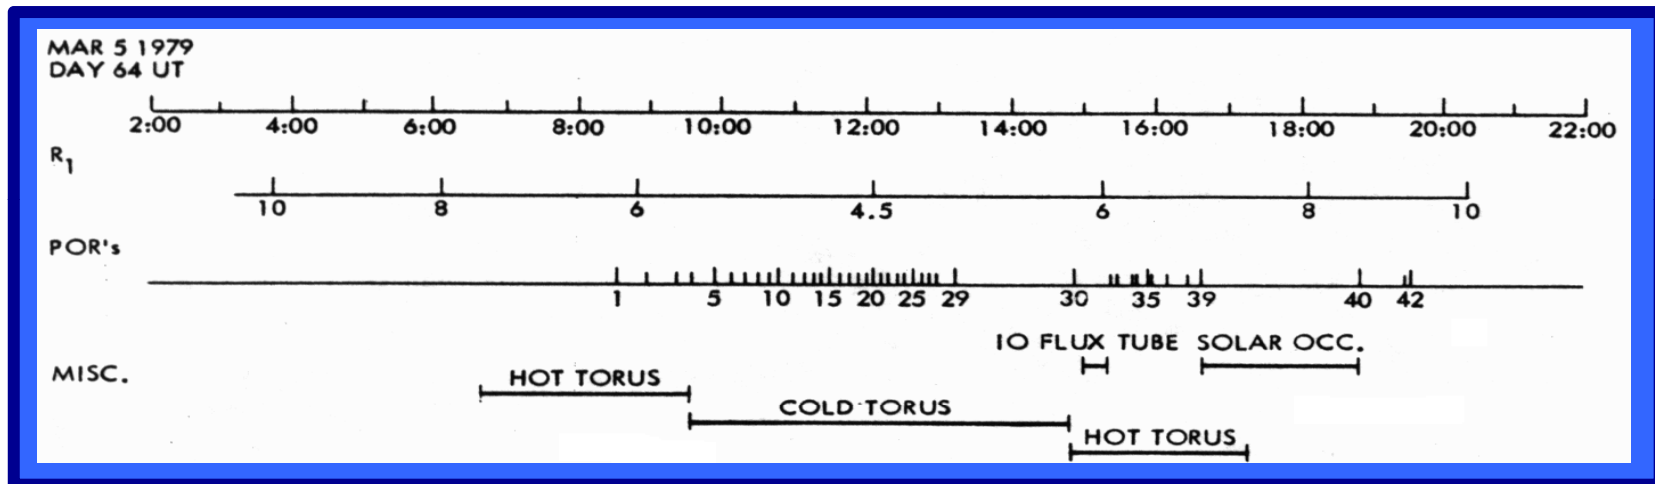 MAR 5 1979
DAY 64 UT
2:00 4:00 6:00 8:00 10:00 12:00 14:00 16:00 18:00 20:00 22:00
R1
10 8 6 4.5 6 8 10
POR's
1 5 10 15 20 25 29 30 35 39 40 42
IO FLUX TUBE SOLAR OCC.
MISC.
HOT TORUS
COLD TORUS
HOT TORUS